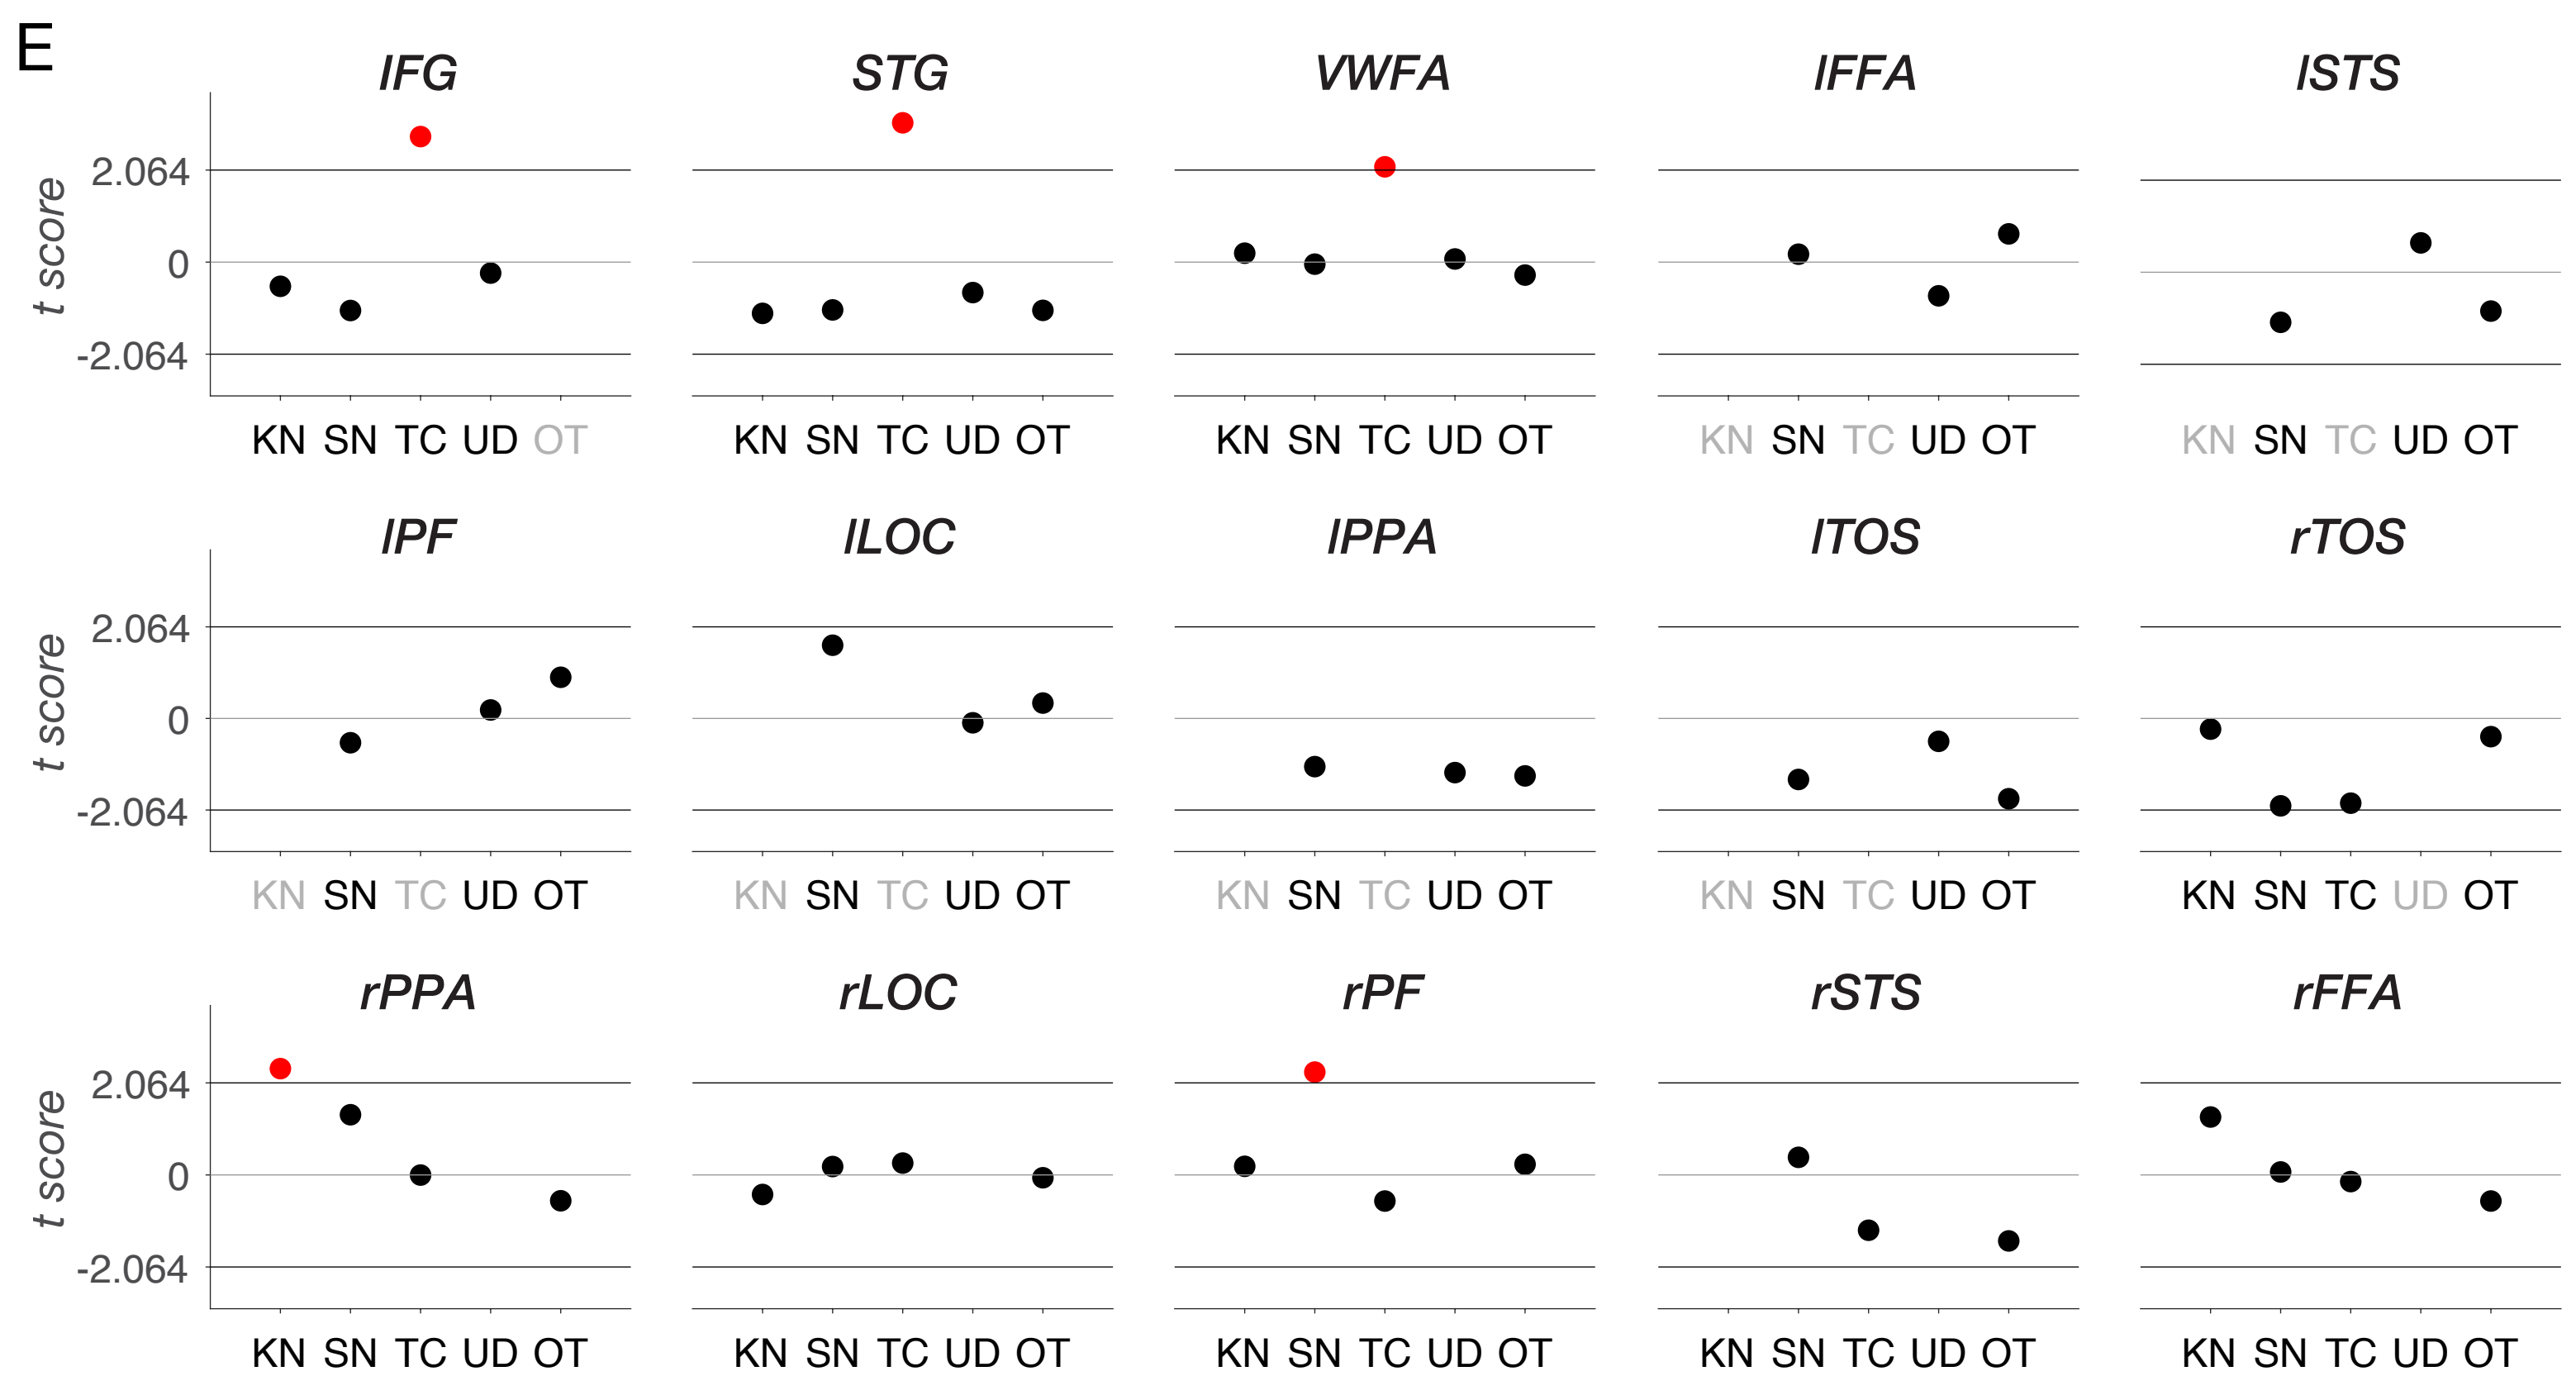 E
IFG STG VWFA lFFA lSTS
t score
2.064
0
-2.064
KN SN TC UD OT KN SN TC UD OT KN SN TC UD OT KN SN TC UD OT KN SN TC UD OT
lPF lLOC lPPA lTOS rTOS
t score
2.064
0
-2.064
KN SN TC UD OT KN SN TC UD OT KN SN TC UD OT KN SN TC UD OT KN SN TC UD OT
rPPA rLOC rPF rSTS rFFA
t score
2.064
0
-2.064
KN SN TC UD OT KN SN TC UD OT KN SN TC UD OT KN SN TC UD OT KN SN TC UD OT